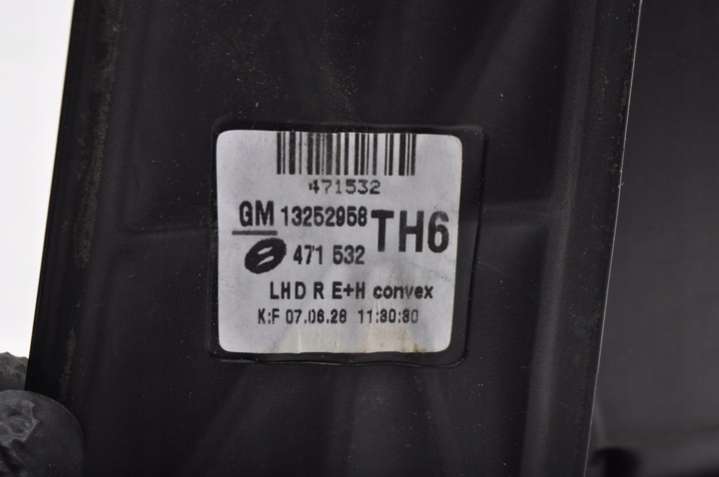 471532
GM 13252958 TH6
471 532
LHD R E+H convex
K:F 07.06.28 11:30:30